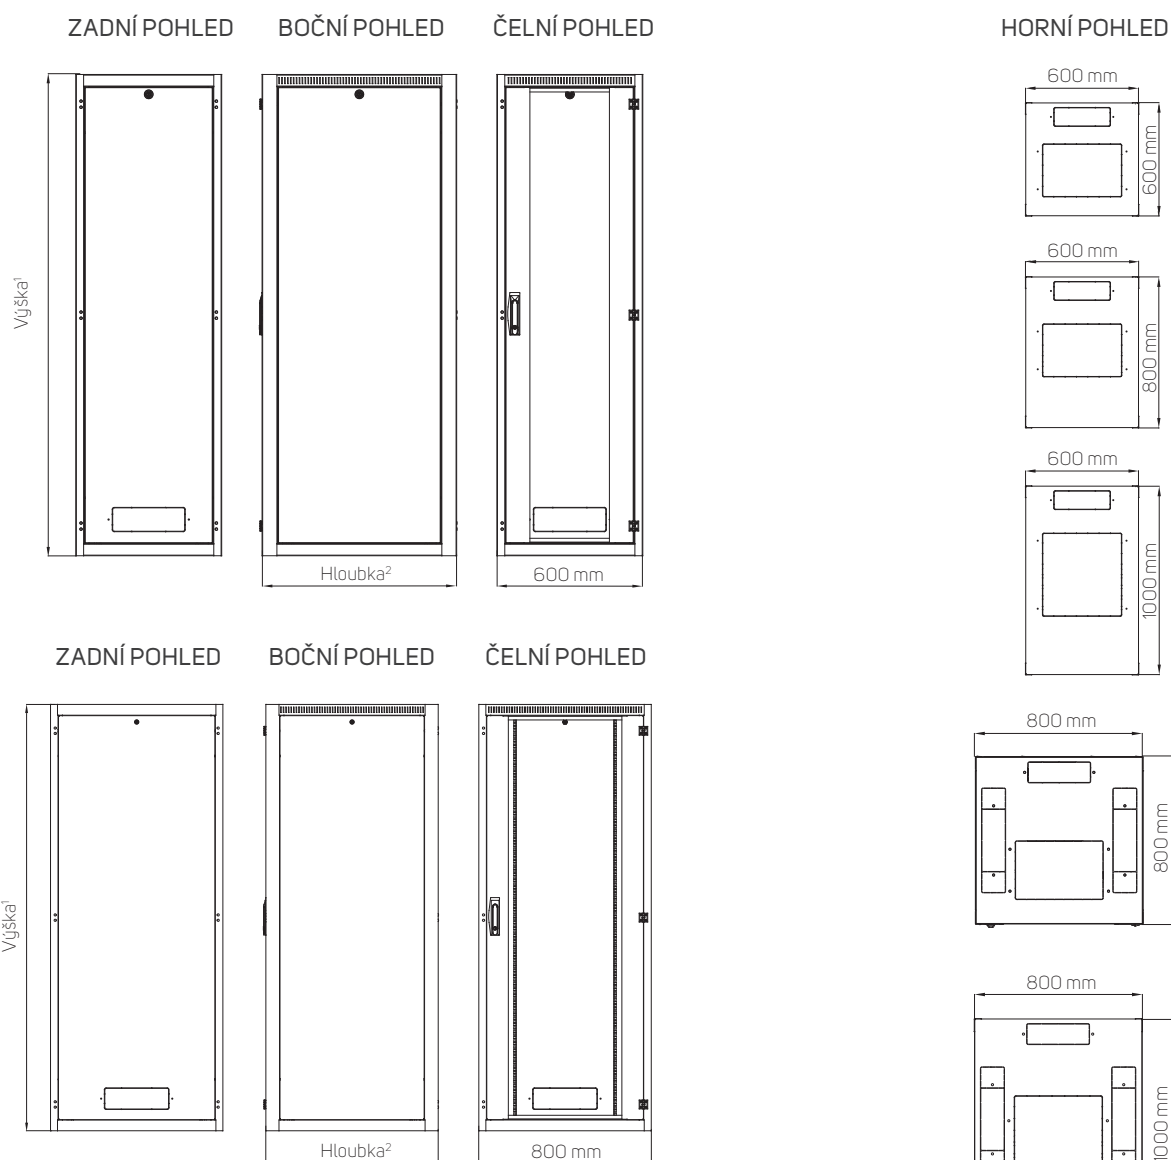 ZADNÍ POHLED
BOČNÍ POHLED
ČELNÍ POHLED
Výška¹
Hloubka²
600 mm
ZADNÍ POHLED
BOČNÍ POHLED
ČELNÍ POHLED
Výška¹
Hloubka²
800 mm
HORNÍ POHLED
600 mm
600 mm
600 mm
800 mm
600 mm
1000 mm
800 mm
800 mm
800 mm
1000 mm